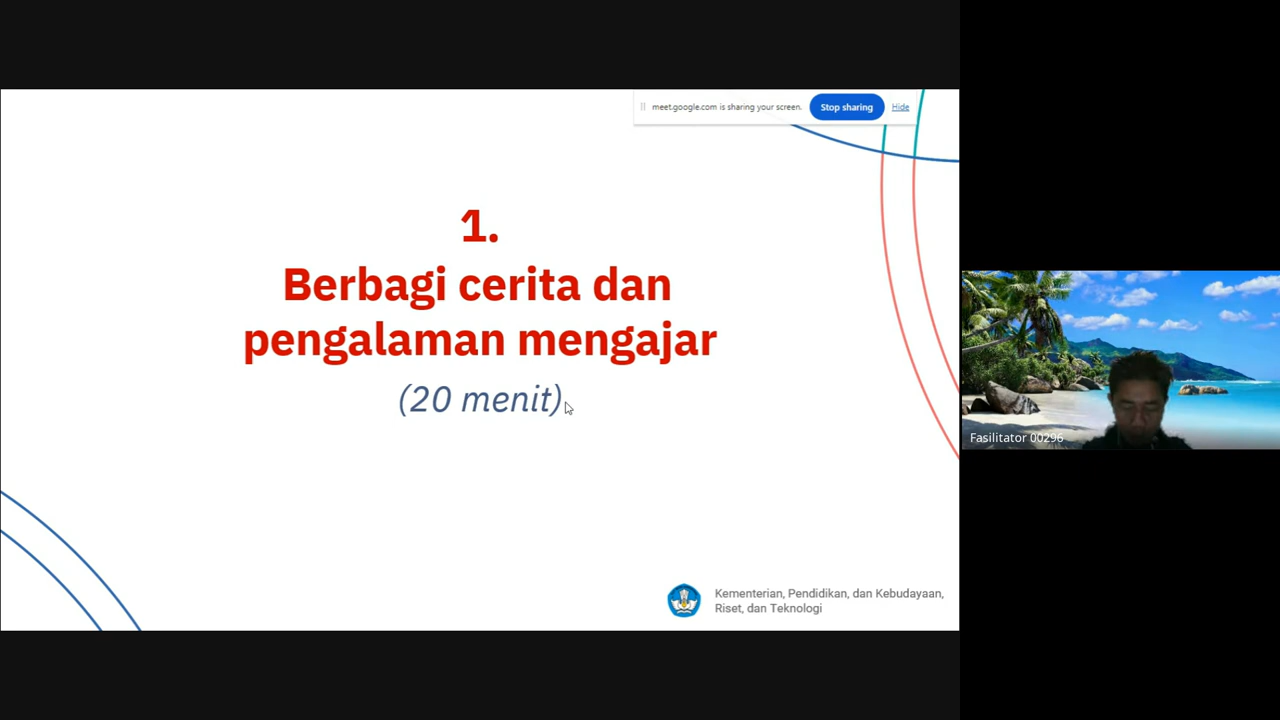 meet.google.com is sharing your screen.
Stop sharing
Hide
1.
Berbagi cerita dan
pengalaman mengajar
(20 menit)
Fasilitator 00296
Kementerian, Pendidikan, dan Kebudayaan,
Riset, dan Teknologi